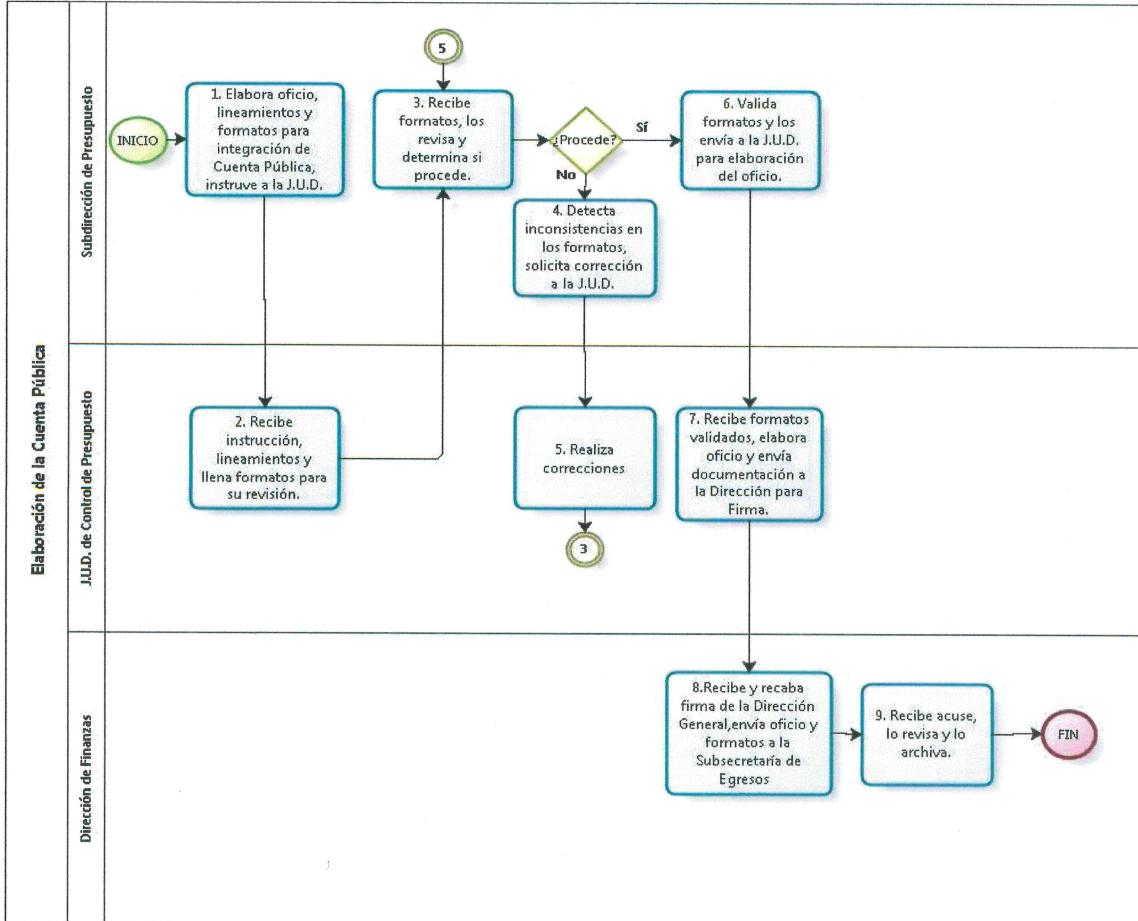 Elaboración de la Cuenta Pública
Subdirección de Presupuesto
INICIO
1. Elabora oficio,
lineamientos y
formatos para
integración de
Cuenta Pública,
instruye a la J.U.D.
5
3. Recibe
formatos, los
revisa y
determina si
procede.
¿Procede?
Sí
No
4. Detecta
inconsistencias en
los formatos,
solicita corrección
a la J.U.D.
6. Valida
formatos y los
envía a la J.U.D.
para elaboración
del oficio.
J.U.D. de Control de Presupuesto
2. Recibe
instrucción,
lineamientos y
llena formatos para
su revisión.
5. Realiza
correcciones
3
7. Recibe formatos
validados, elabora
oficio y envía
documentación a
la Dirección para
Firma.
Dirección de Finanzas
8.Recibe y recaba
firma de la Dirección
General,envía oficio y
formatos a la
Subsecretaría de
Egresos
9. Recibe acuse,
lo revisa y lo
archiva.
FIN